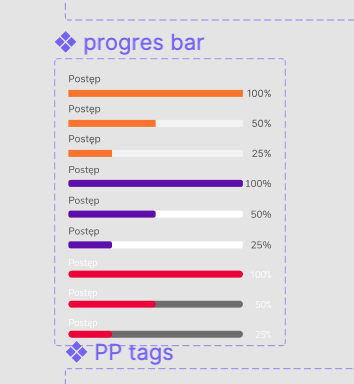 progres bar
Postęp
100%
Postęp
50%
Postęp
25%
Postęp
100%
Postęp
50%
Postęp
25%
Postęp
100%
Postęp
50%
Postęp
25%
PP tags